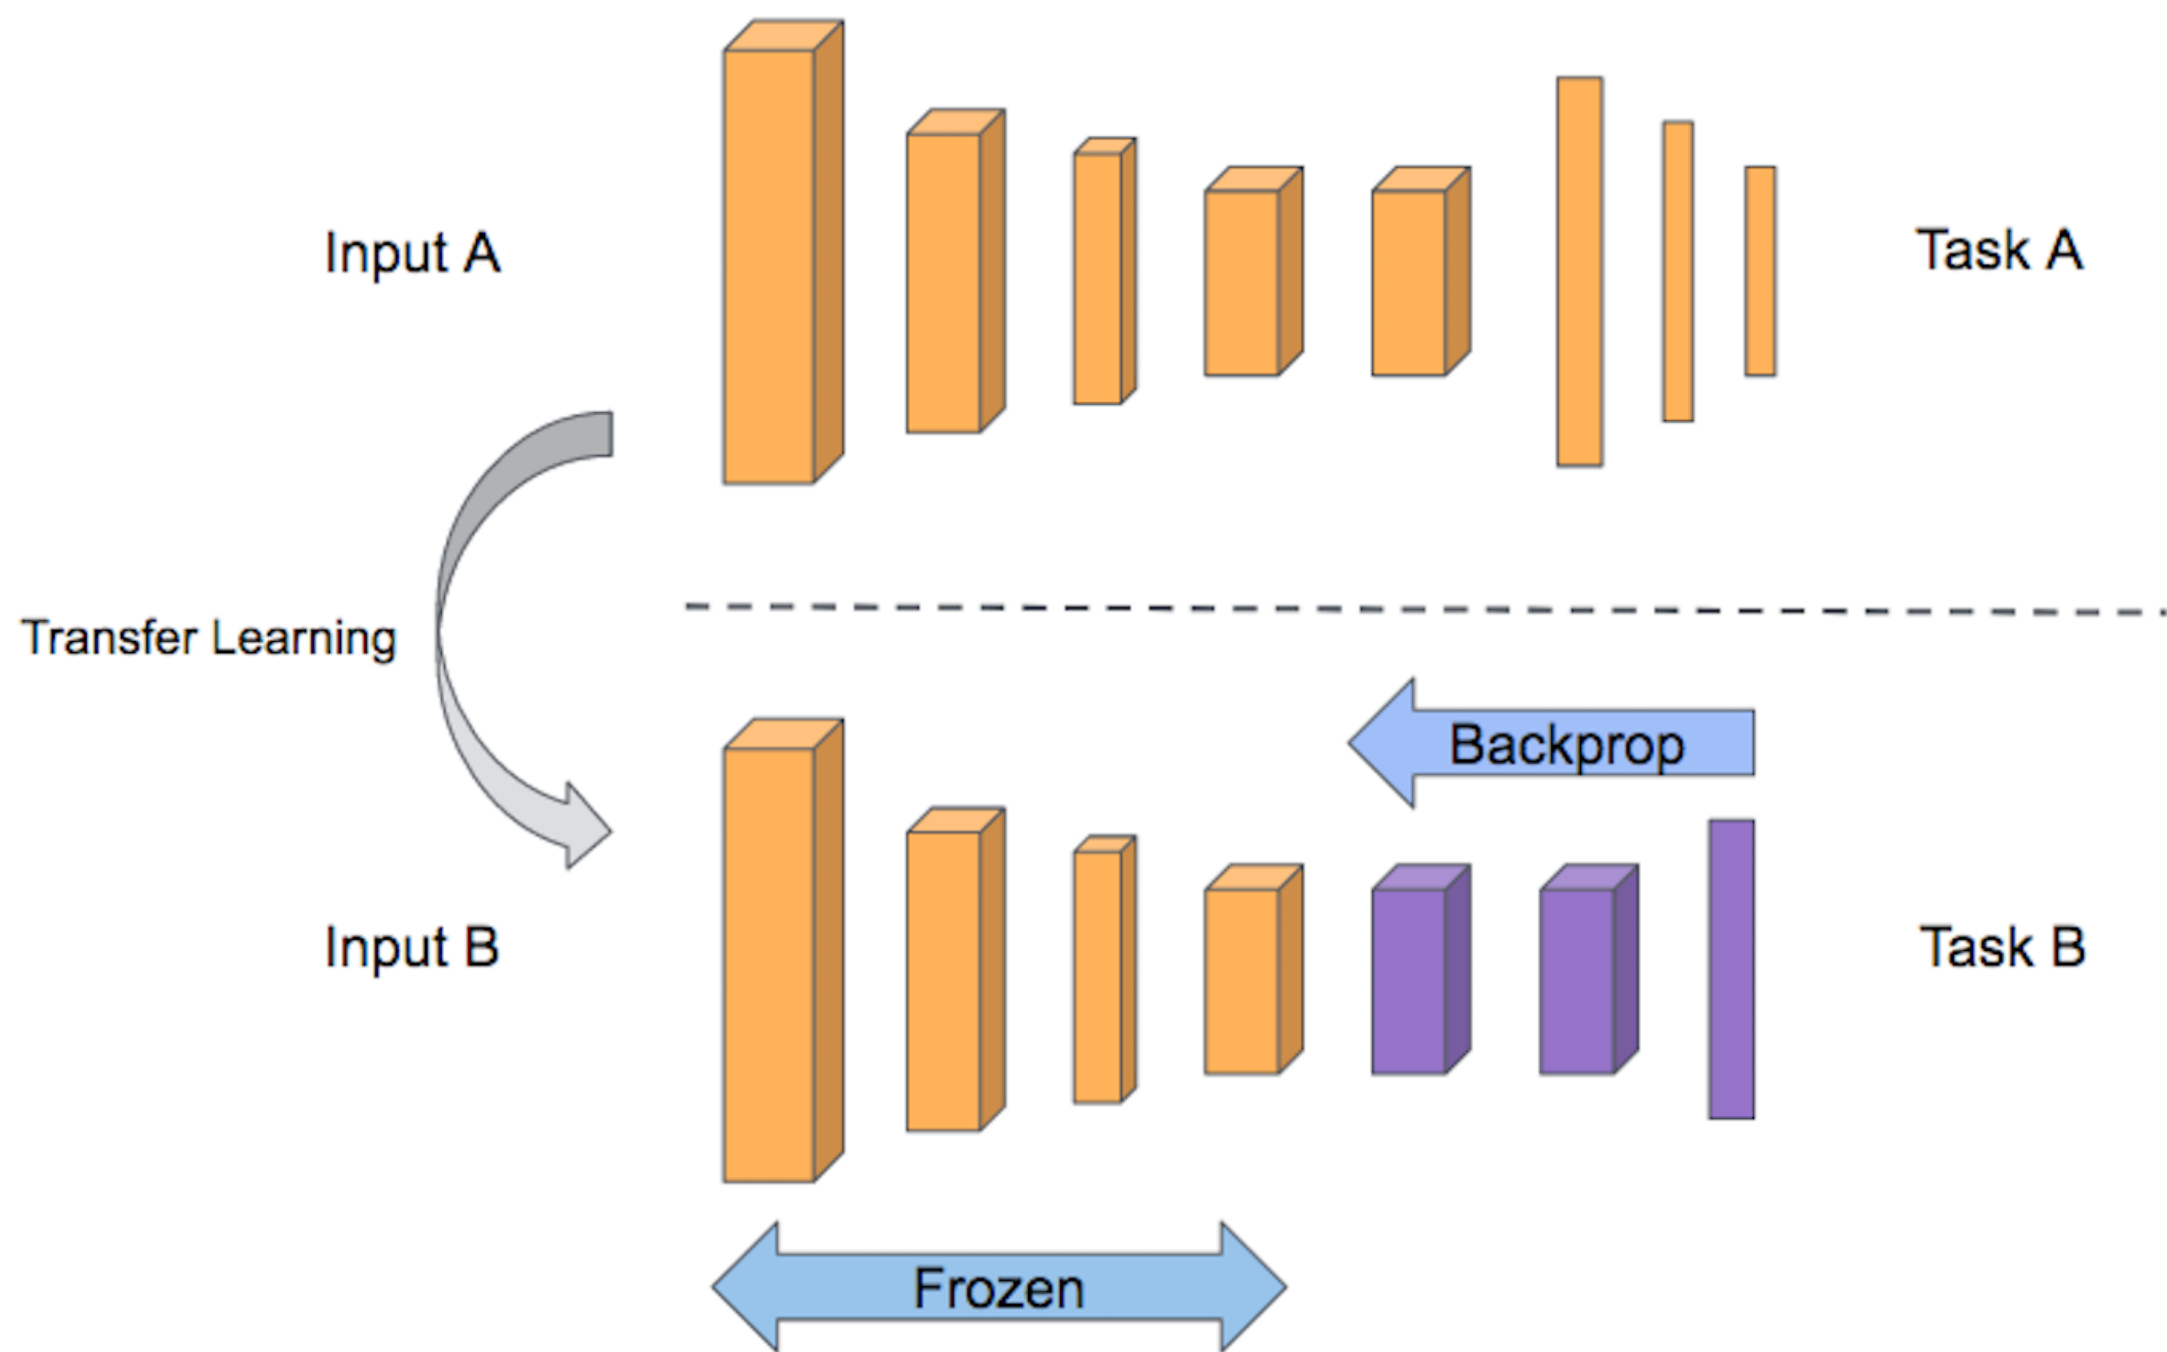 Input A
Task A
Transfer Learning
Backprop
Input B
Task B
Frozen